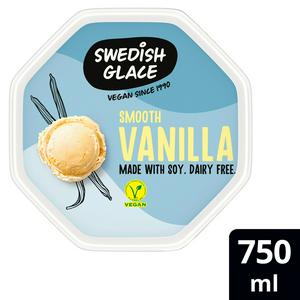 SWEDISH
GLACE
VEGAN SINCE 1990
SMOOTH
VANILLA
MADE WITH SOY. DAIRY FREE.
VEGAN
750
ml